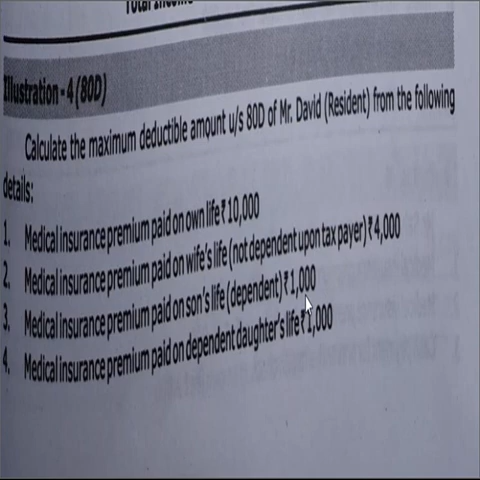 Total Income
Illustration - 4 (80D)
Calculate the maximum deductible amount u/s 80D of Mr. David (Resident) from the following
details:
1. Medical insurance premium paid on own life ₹ 10,000
2. Medical insurance premium paid on wife's life (not dependent upon tax payer) ₹ 4,000
3. Medical insurance premium paid on son's life (dependent) ₹ 1,000
4. Medical insurance premium paid on dependent daughter's life ₹ 1,000